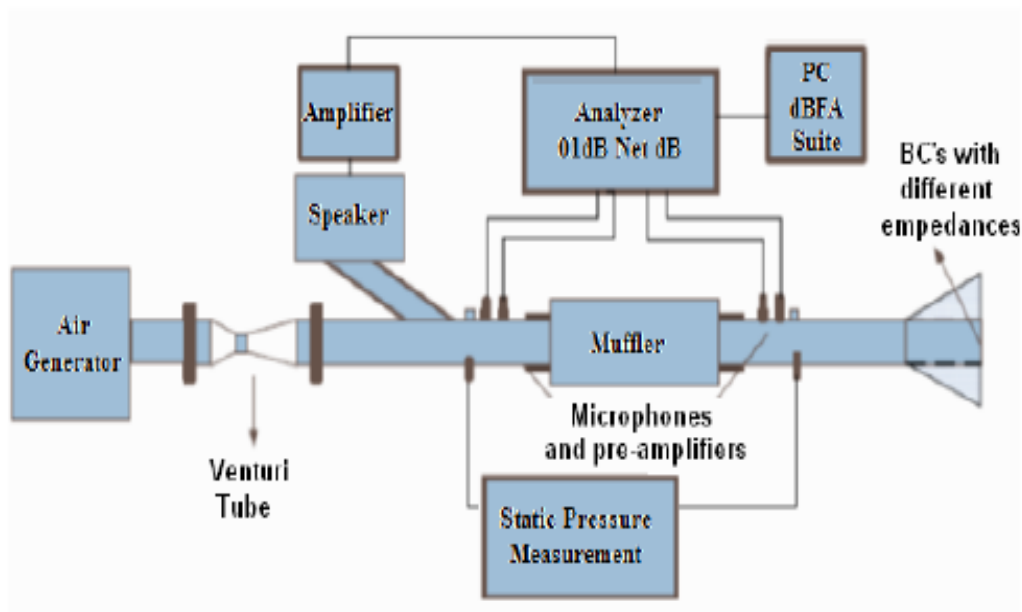 Amplifier
Analyzer
01dB Net dB
PC
dBFA
Suite
BC's with
different
empedances
Speaker
Air
Generator
Muffler
Microphones
and pre-amplifiers
Venturi
Tube
Static Pressure
Measurement